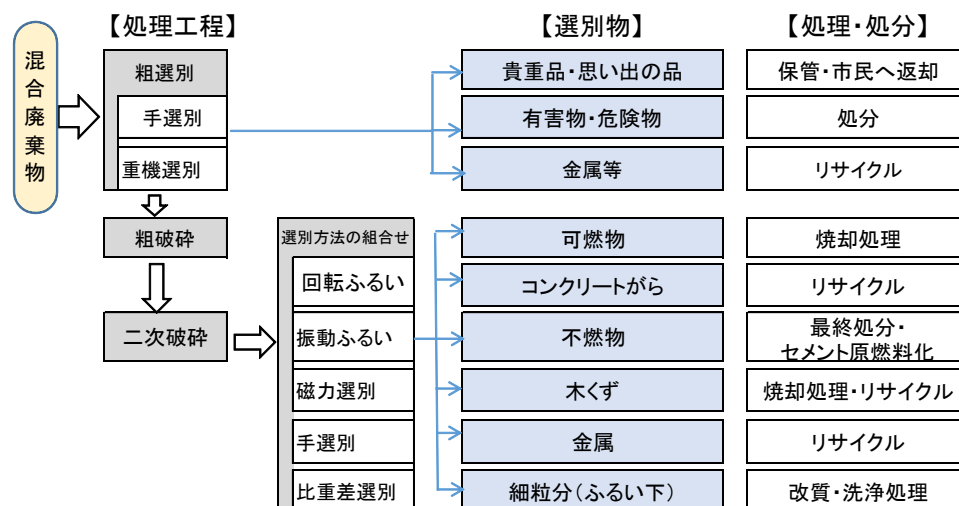 混合廃棄物
【処理工程】
【選別物】
【処理・処分】
粗選別
手選別
重機選別
貴重品・思い出の品
保管・市民へ返却
有害物・危険物
処分
金属等
リサイクル
粗破砕
二次破砕
選別方法の組合せ
回転ふるい
振動ふるい
磁力選別
手選別
比重差選別
可燃物
焼却処理
コンクリートがら
リサイクル
不燃物
最終処分・
セメント原燃料化
木くず
焼却処理・リサイクル
金属
リサイクル
細粒分（ふるい下）
改質・洗浄処理